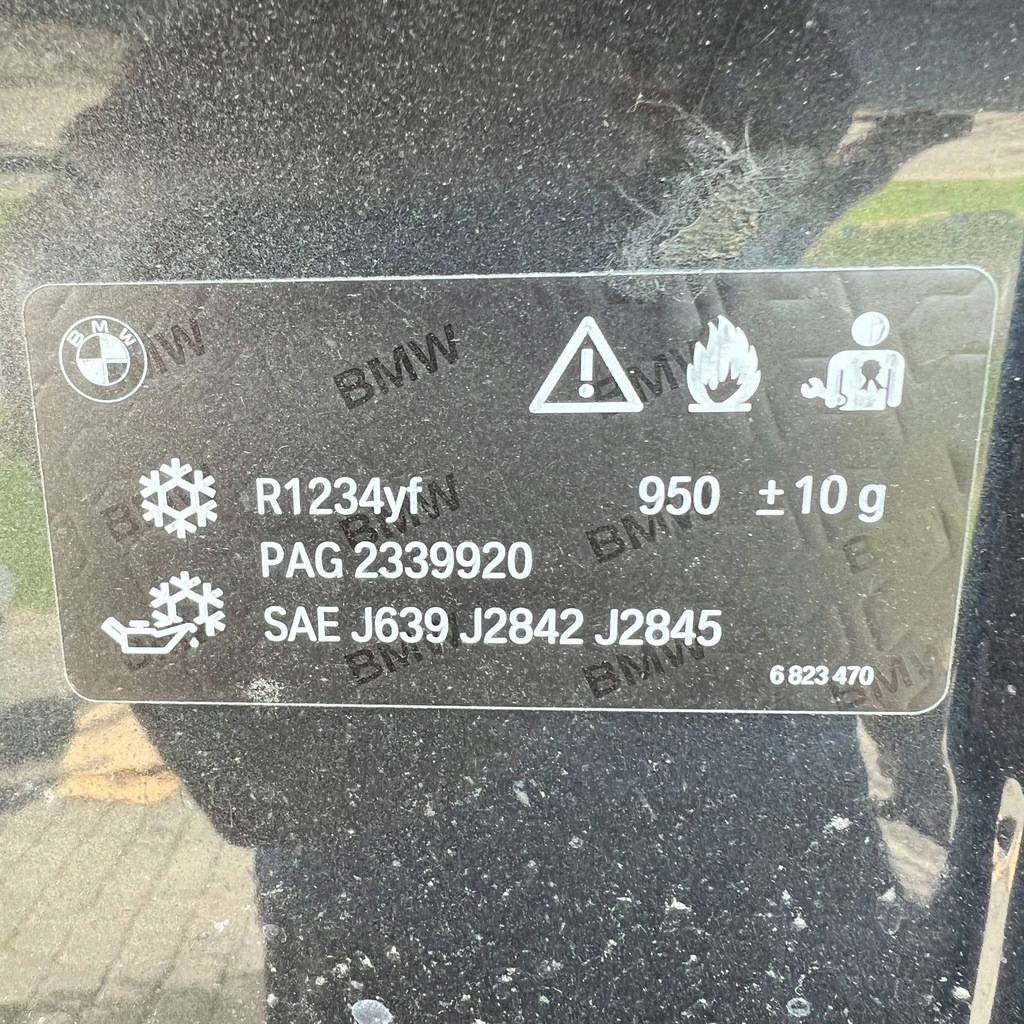 BMW
R1234yf 950 ±10 g
PAG 2339920
SAE J639 J2842 J2845
6 823 470